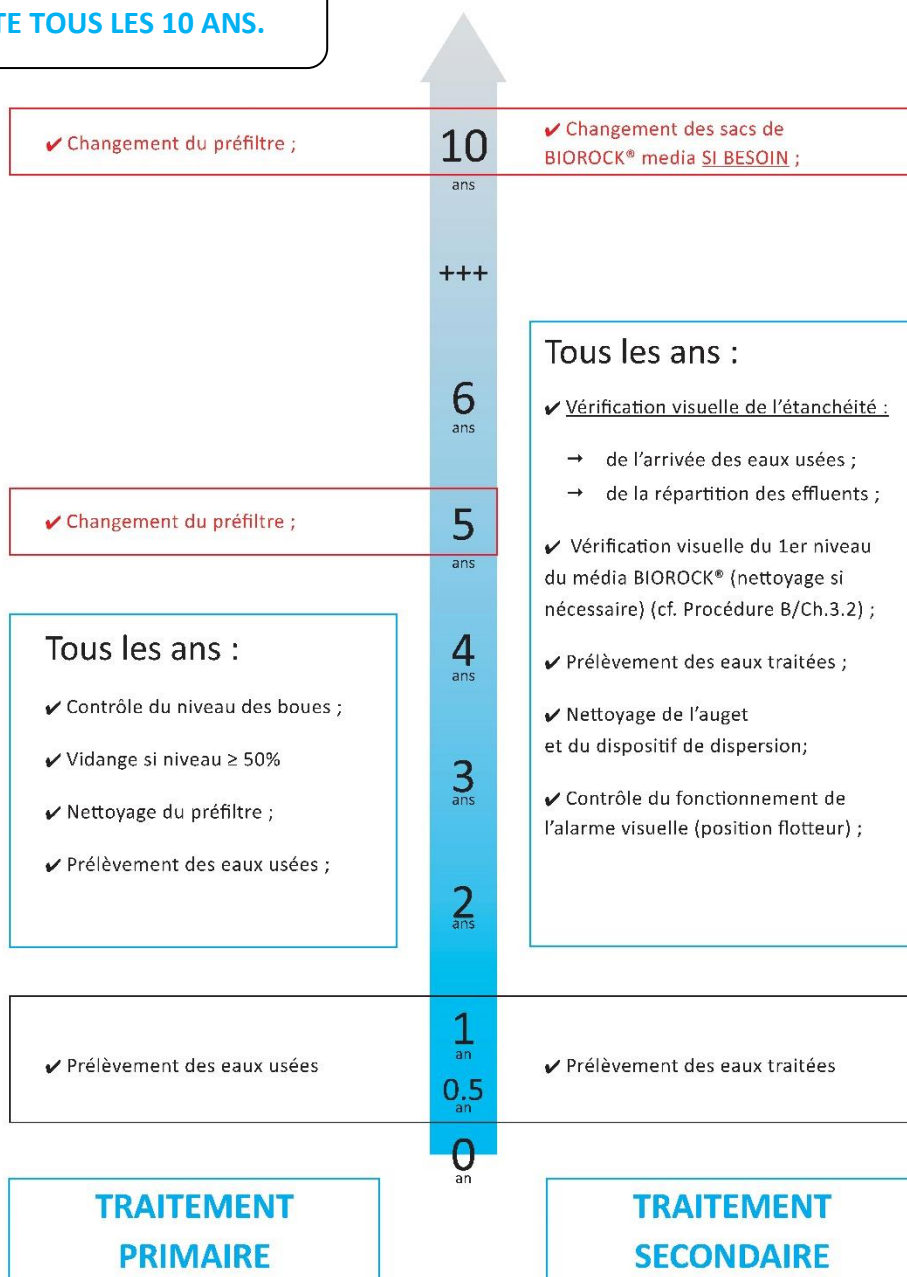 TE TOUS LES 10 ANS.
✔ Changement du préfiltre ;
10
ans
✔ Changement des sacs de
BIOROCK® media SI BESOIN ;
+++
6
ans
✔ Changement du préfiltre ;
5
ans
Tous les ans :
✔ Vérification visuelle de l'étanchéité :
→ de l'arrivée des eaux usées ;
→ de la répartition des effluents ;
✔ Vérification visuelle du 1er niveau
du média BIOROCK® (nettoyage si
nécessaire) (cf. Procédure B/Ch.3.2) ;
✔ Prélèvement des eaux traitées ;
✔ Nettoyage de l'auget
et du dispositif de dispersion;
✔ Contrôle du fonctionnement de
l'alarme visuelle (position flotteur) ;
Tous les ans :
✔ Contrôle du niveau des boues ;
✔ Vidange si niveau ≥ 50%
✔ Nettoyage du préfiltre ;
✔ Prélèvement des eaux usées ;
4
ans
3
ans
2
ans
✔ Prélèvement des eaux usées
1
an
0.5
an
✔ Prélèvement des eaux traitées
0
an
TRAITEMENT
PRIMAIRE
TRAITEMENT
SECONDAIRE